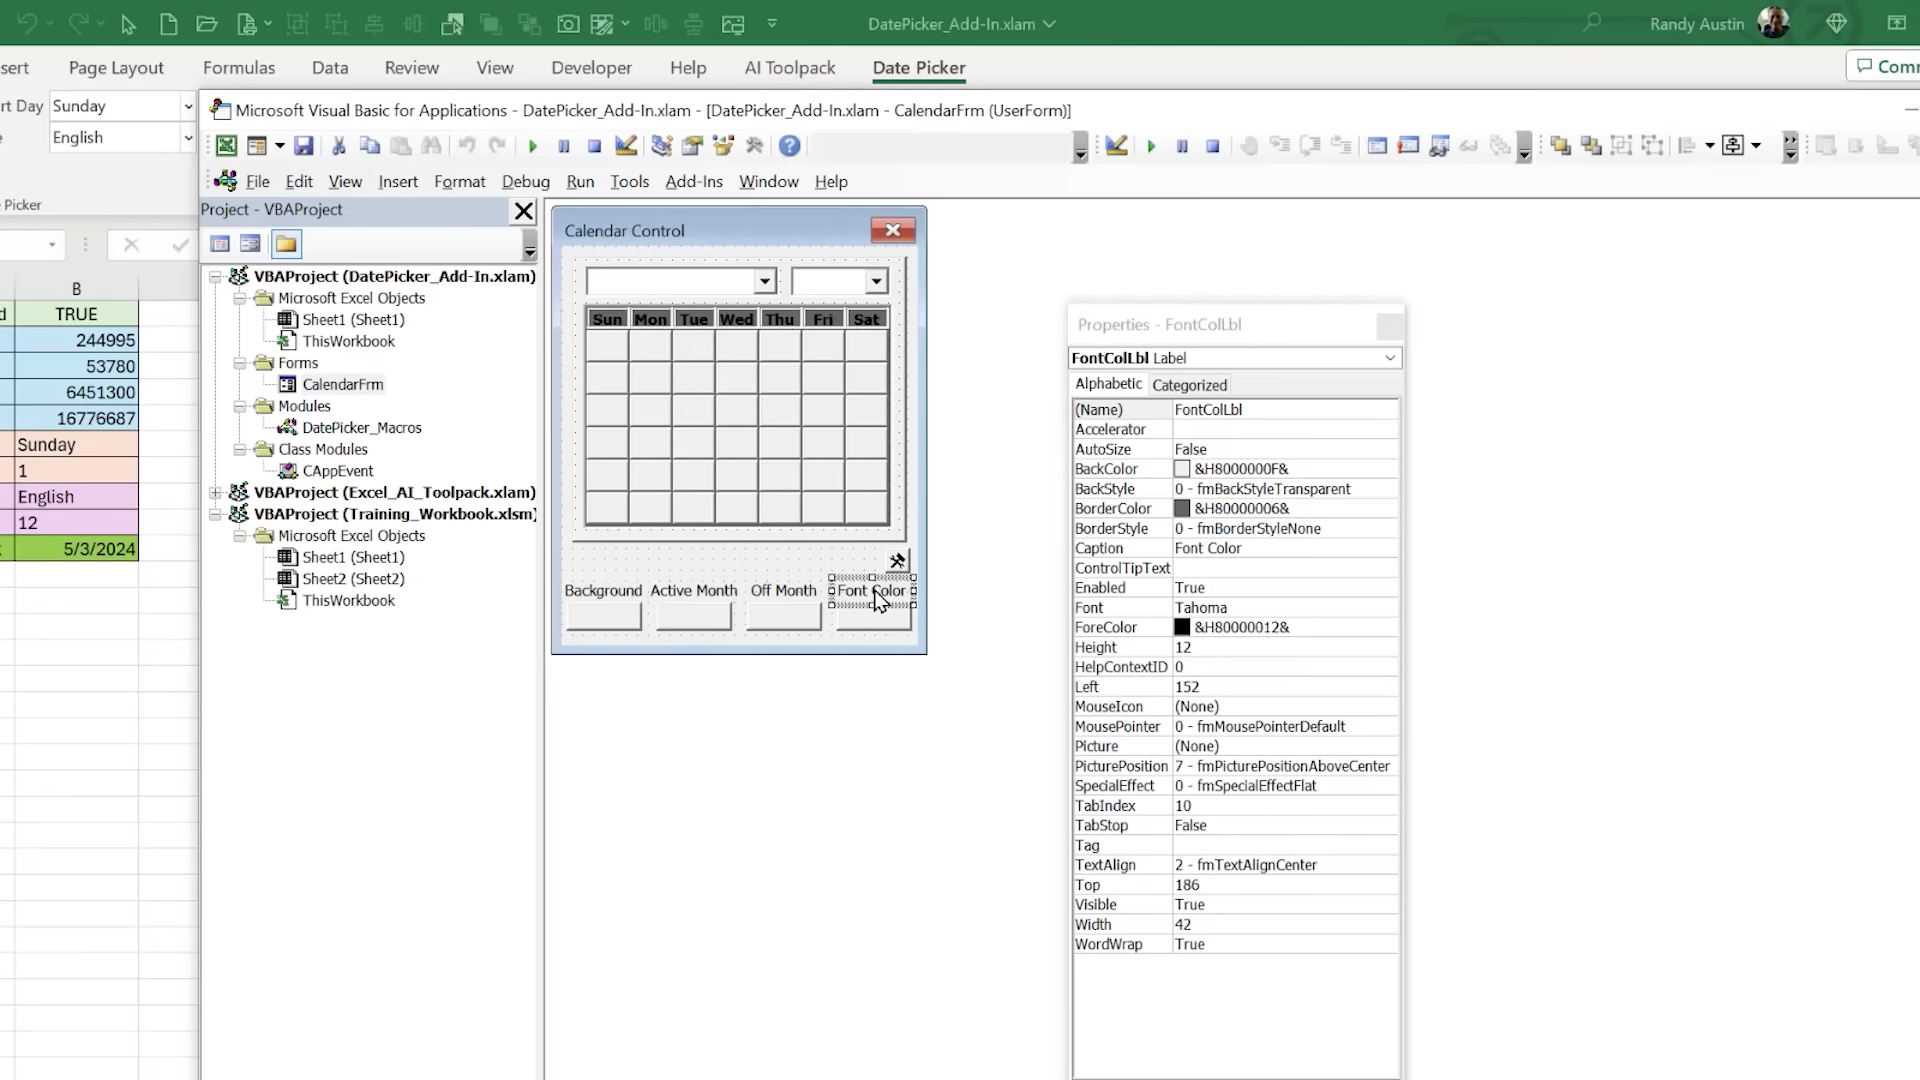 DatePicker_Add-In.xlam
Randy Austin
sert
Page Layout
Formulas
Data
Review
View
Developer
Help
AI Toolpack
Date Picker
Comm
rt Day
Sunday
English
Picker
Microsoft Visual Basic for Applications - DatePicker_Add-In.xlam - [DatePicker_Add-In.xlam - CalendarFrm (UserForm)]
File Edit View Insert Format Debug Run Tools Add-Ins Window Help
Project - VBAProject
VBAProject (DatePicker_Add-In.xlam)
Microsoft Excel Objects
Sheet1 (Sheet1)
ThisWorkbook
Forms
CalendarFrm
Modules
DatePicker_Macros
Class Modules
CAppEvent
VBAProject (Excel_AI_Toolpack.xlam)
VBAProject (Training_Workbook.xlsm)
Microsoft Excel Objects
Sheet1 (Sheet1)
Sheet2 (Sheet2)
ThisWorkbook
B
d TRUE
244995
53780
6451300
16776687
Sunday
1
English
12
5/3/2024
Calendar Control
Sun Mon Tue Wed Thu Fri Sat
Background Active Month Off Month Font Color
Properties - FontColLbl
FontColLbl Label
Alphabetic Categorized
(Name) FontColLbl
Accelerator
AutoSize False
BackColor &H8000000F&
BackStyle 0 - fmBackStyleTransparent
BorderColor &H80000006&
BorderStyle 0 - fmBorderStyleNone
Caption Font Color
ControlTipText
Enabled True
Font Tahoma
ForeColor &H80000012&
Height 12
HelpContextID 0
Left 152
MouseIcon (None)
MousePointer 0 - fmMousePointerDefault
Picture (None)
PicturePosition 7 - fmPicturePositionAboveCenter
SpecialEffect 0 - fmSpecialEffectFlat
TabIndex 10
TabStop False
Tag
TextAlign 2 - fmTextAlignCenter
Top 186
Visible True
Width 42
WordWrap True